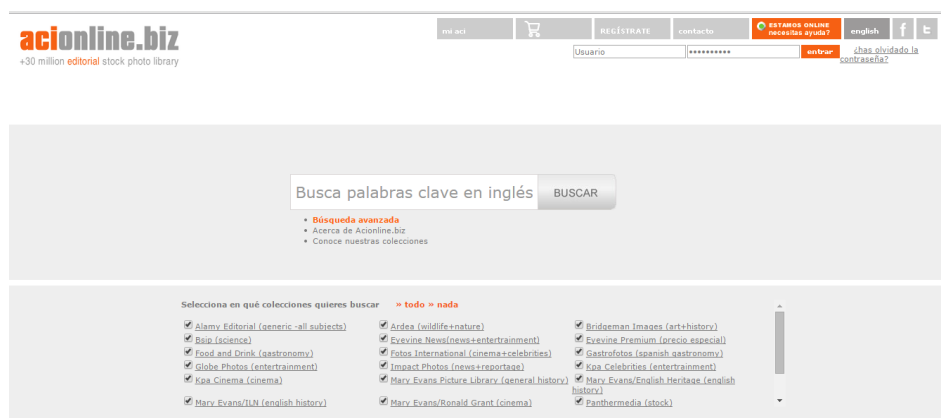 acionline.biz
+30 million editorial stock photo library
mi aci
REGÍSTRATE
contacto
ESTAMOS ONLINE
necesitas ayuda?
english
f
t
Usuario
••••••••••
entrar
¿has olvidado la
contraseña?
Busca palabras clave en inglés
BUSCAR
• Búsqueda avanzada
• Acerca de Acionline.biz
• Conoce nuestras colecciones
Selecciona en qué colecciones quieres buscar » todo » nada
Alamy Editorial (generic -all subjects)
Ardea (wildlife+nature)
Bridgeman Images (art+history)
Bsip (science)
Eyevine News(news+entertrainment)
Eyevine Premium (precio especial)
Food and Drink (gastronomy)
Fotos International (cinema+celebrities)
Gastrofotos (spanish gastronomy)
Globe Photos (entertainment)
Impact Photos (news+reportage)
Kpa Celebrities (entertrainment)
Kpa Cinema (cinema)
Mary Evans Picture Library (general history)
Mary Evans/English Heritage (english
history)
Mary Evans/ILN (english history)
Mary Evans/Ronald Grant (cinema)
Panthermedia (stock)